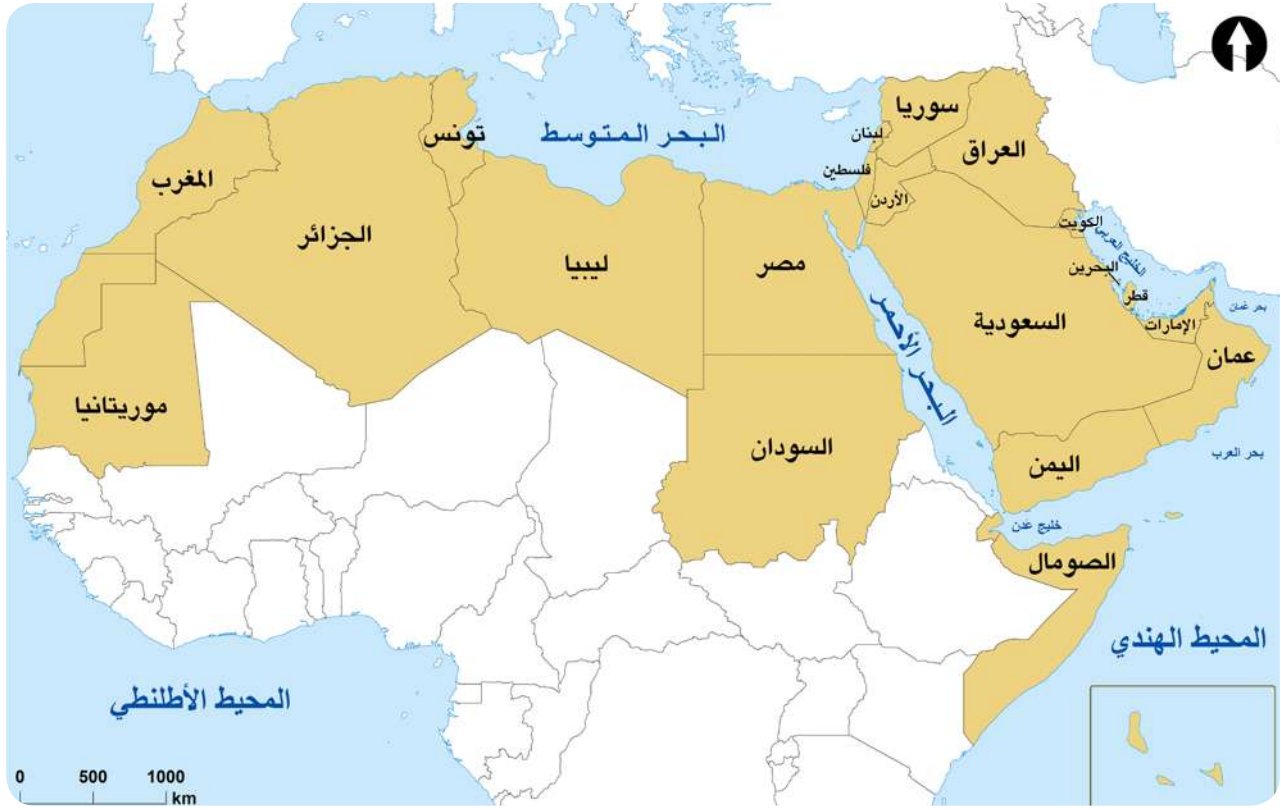 سوريا
تونس
البحر المتوسط
لبنان
العراق
فلسطين
المغرب
الأردن
الكويت
الجزائر
الخليج العربي
ليبيا
مصر
البحرين
قطر
بحر عُمان
السعودية
الإمارات
البحر الأحمر
عمان
موريتانيا
السودان
بحر العرب
اليمن
خليج عدن
الصومال
المحيط الهندي
المحيط الأطلنطي
0 500 1000
km